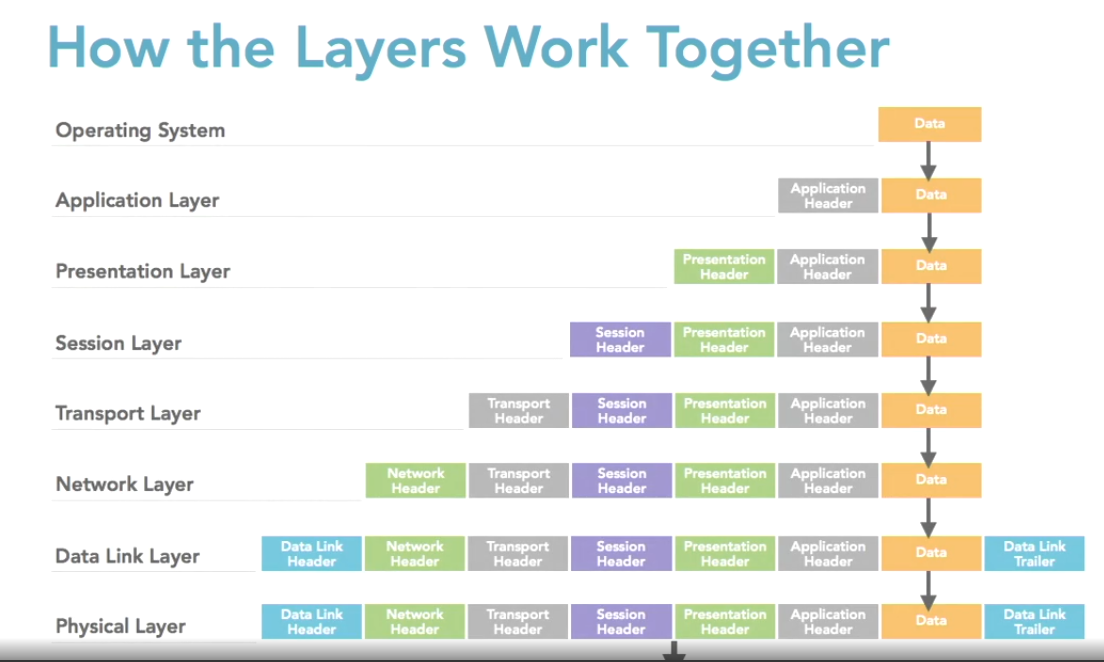 How the Layers Work Together
Operating System
Data
Application Layer
Application
Header
Data
Presentation Layer
Presentation
Header
Application
Header
Data
Session Layer
Session
Header
Presentation
Header
Application
Header
Data
Transport Layer
Transport
Header
Session
Header
Presentation
Header
Application
Header
Data
Network Layer
Network
Header
Transport
Header
Session
Header
Presentation
Header
Application
Header
Data
Data Link Layer
Data Link
Header
Network
Header
Transport
Header
Session
Header
Presentation
Header
Application
Header
Data
Data Link
Trailer
Physical Layer
Data Link
Header
Network
Header
Transport
Header
Session
Header
Presentation
Header
Application
Header
Data
Data Link
Trailer